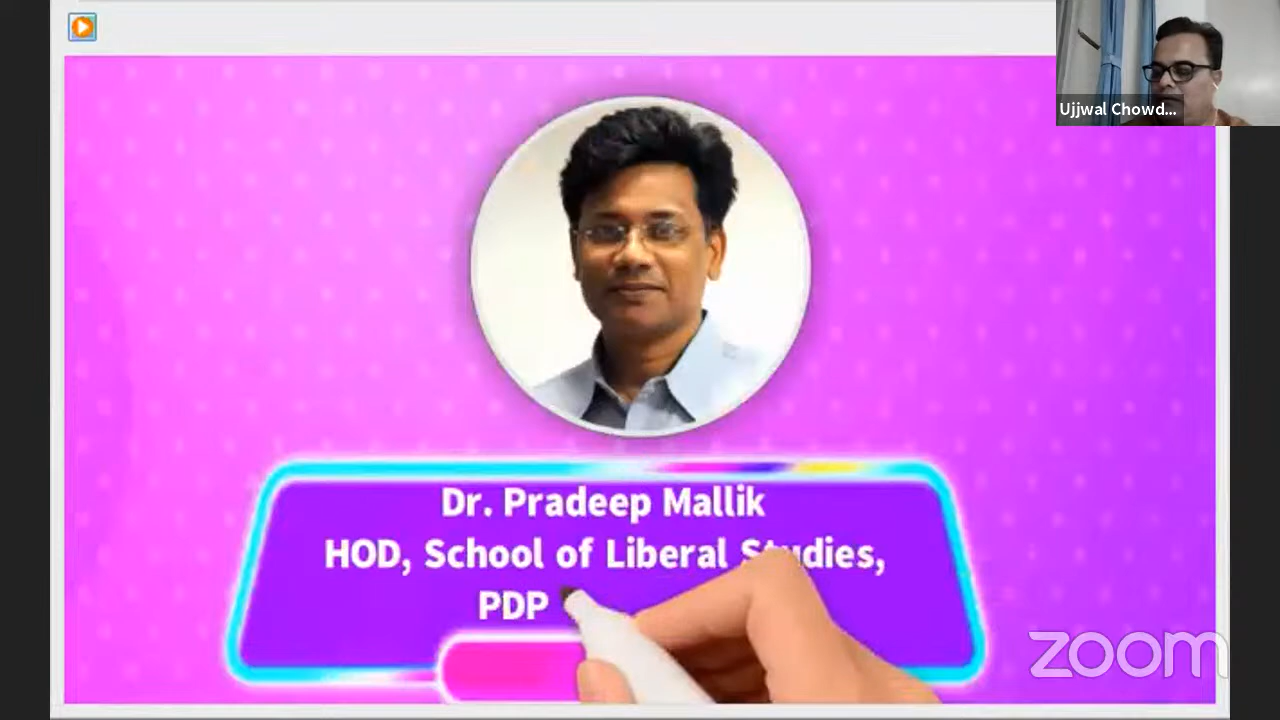 Ujjwal Chowd...
Dr. Pradeep Mallik
HOD, School of Liberal Studies,
PDP
zoom